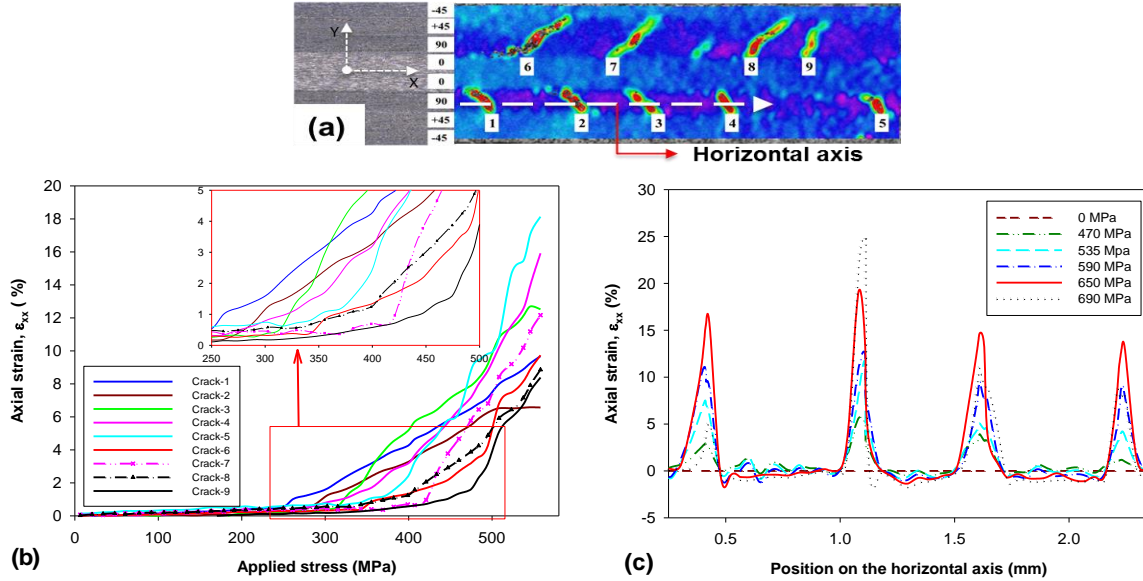 -45
+45
90
0
0
90
+45
-45
Y
X
6
7
8
9
1
2
3
4
5
(a)
Horizontal axis
20
18
16
14
12
10
8
6
4
2
0
Axial strain, εxx (%)
5
4
3
2
1
0
250
300
350
400
450
500
Crack-1
Crack-2
Crack-3
Crack-4
Crack-5
Crack-6
Crack-7
Crack-8
Crack-9
0
100
200
300
400
500
(b)
Applied stress (MPa)
30
25
20
15
10
5
0
-5
Axial strain, εxx (%)
0 MPa
470 MPa
535 Mpa
590 MPa
650 MPa
690 MPa
0.5
1.0
1.5
2.0
(c)
Position on the horizontal axis (mm)